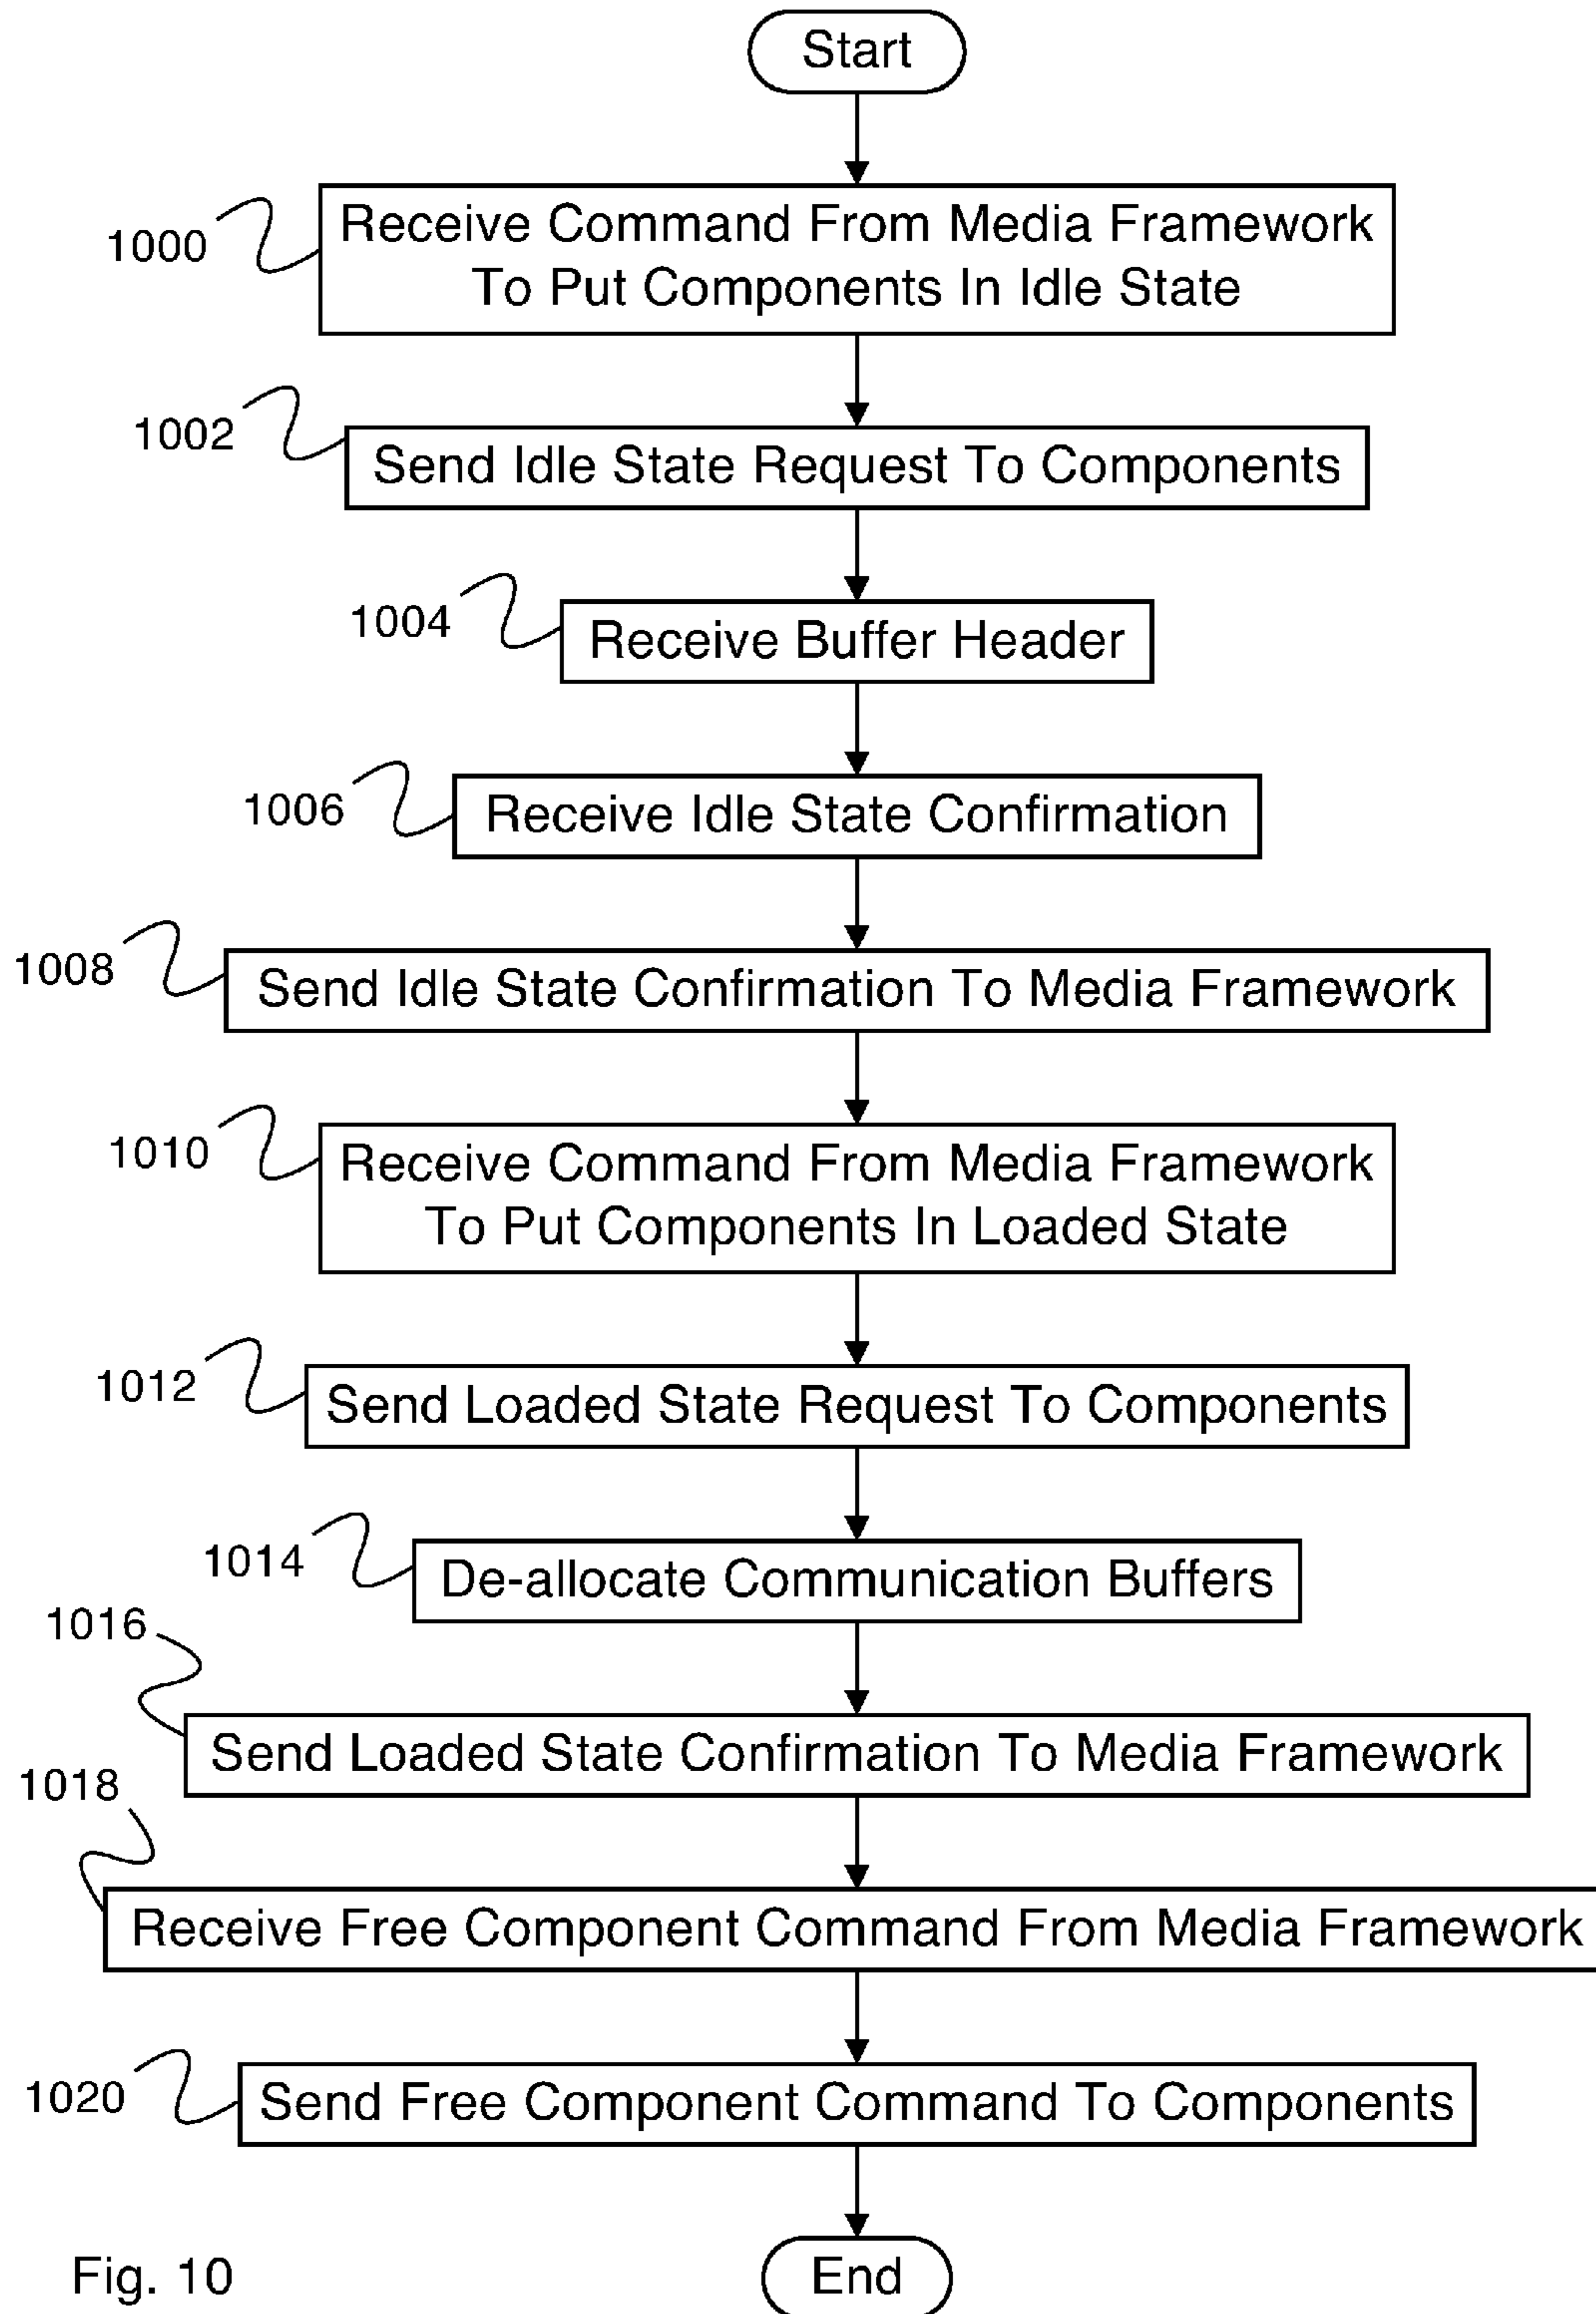 Start
1000
Receive Command From Media Framework
To Put Components In Idle State
1002
Send Idle State Request To Components
1004
Receive Buffer Header
1006
Receive Idle State Confirmation
1008
Send Idle State Confirmation To Media Framework
1010
Receive Command From Media Framework
To Put Components In Loaded State
1012
Send Loaded State Request To Components
1014
De-allocate Communication Buffers
1016
Send Loaded State Confirmation To Media Framework
1018
Receive Free Component Command From Media Framework
1020
Send Free Component Command To Components
End
Fig. 10